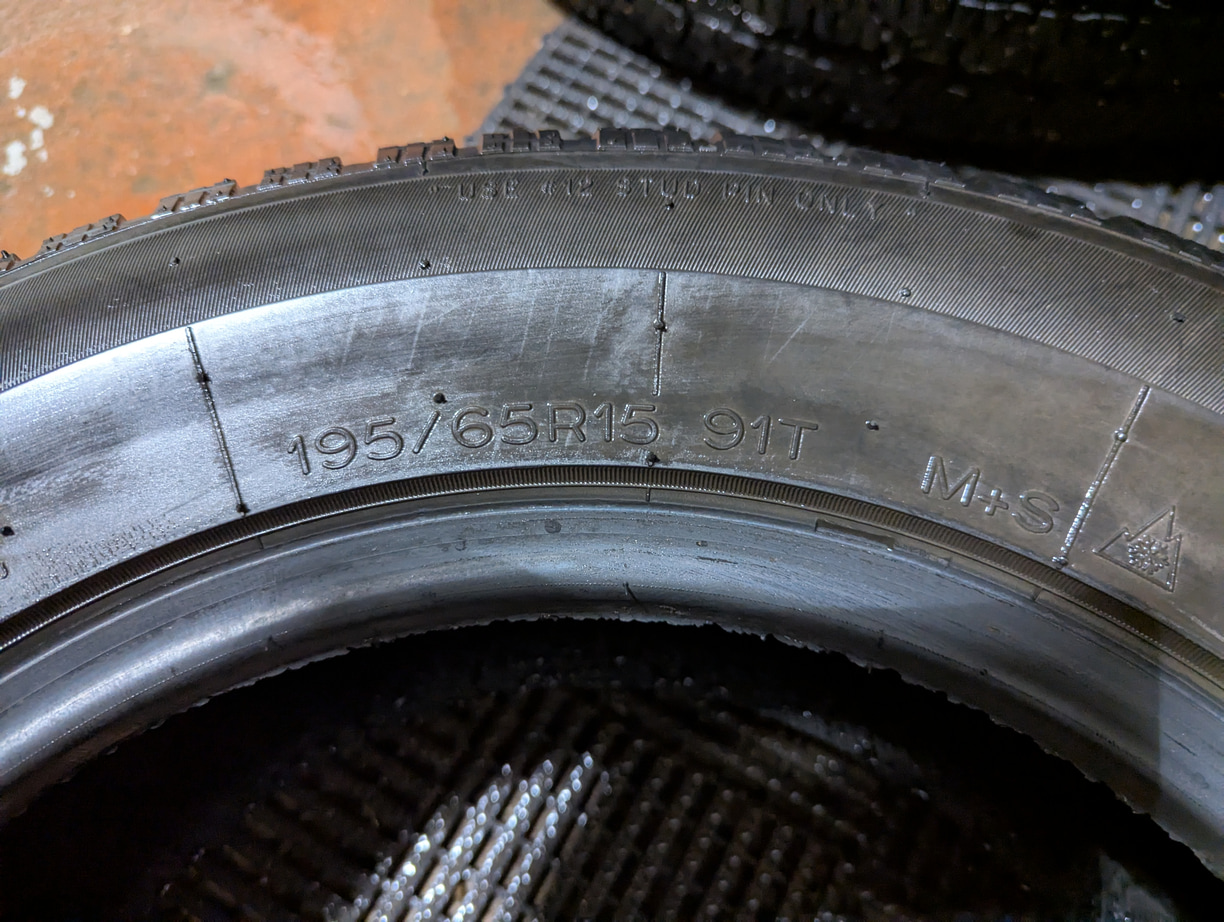 "USE #12 STUD PIN ONLY"
195/65R15 91T
M+S